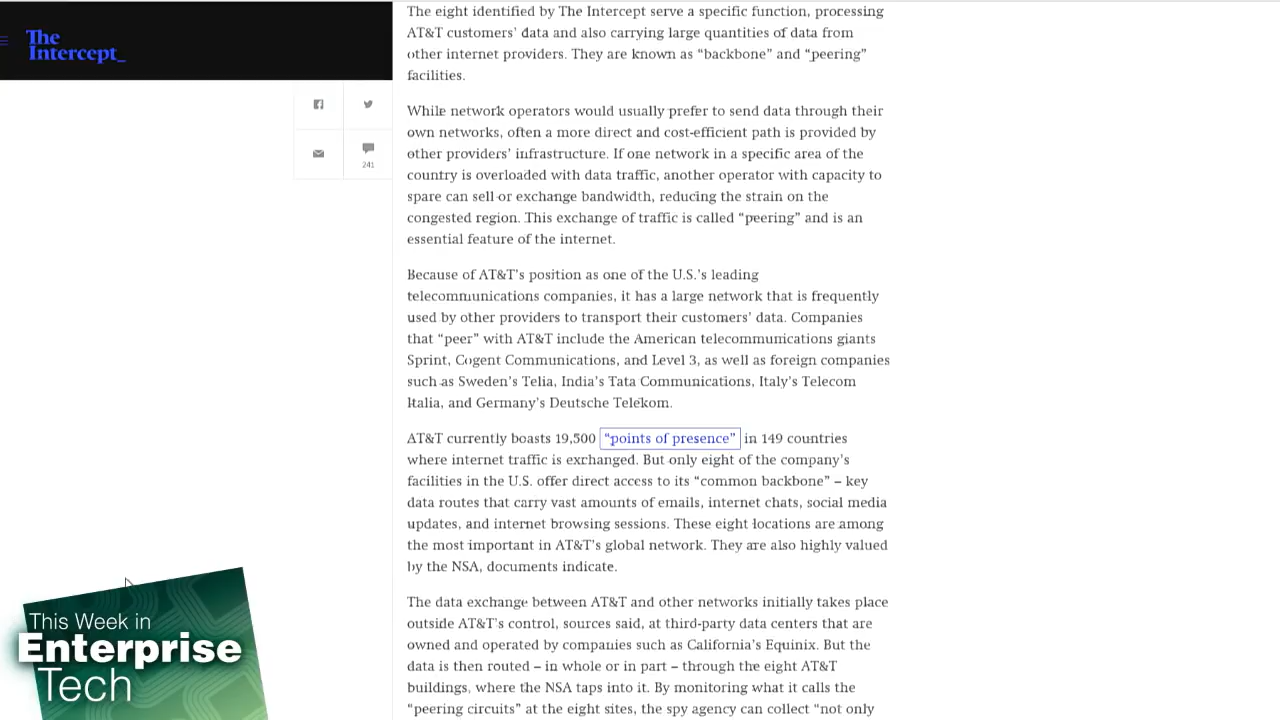 The
Intercept_
241
The eight identified by The Intercept serve a specific function, processing
AT&T customers’ data and also carrying large quantities of data from
other internet providers. They are known as “backbone” and “peering”
facilities.
While network operators would usually prefer to send data through their
own networks, often a more direct and cost-efficient path is provided by
other providers’ infrastructure. If one network in a specific area of the
country is overloaded with data traffic, another operator with capacity to
spare can sell or exchange bandwidth, reducing the strain on the
congested region. This exchange of traffic is called “peering” and is an
essential feature of the internet.
Because of AT&T’s position as one of the U.S.’s leading
telecommunications companies, it has a large network that is frequently
used by other providers to transport their customers’ data. Companies
that “peer” with AT&T include the American telecommunications giants
Sprint, Cogent Communications, and Level 3, as well as foreign companies
such as Sweden’s Telia, India’s Tata Communications, Italy’s Telecom
Italia, and Germany’s Deutsche Telekom.
AT&T currently boasts 19,500 “points of presence” in 149 countries
where internet traffic is exchanged. But only eight of the company’s
facilities in the U.S. offer direct access to its “common backbone” – key
data routes that carry vast amounts of emails, internet chats, social media
updates, and internet browsing sessions. These eight locations are among
the most important in AT&T’s global network. They are also highly valued
by the NSA, documents indicate.
The data exchange between AT&T and other networks initially takes place
outside AT&T’s control, sources said, at third-party data centers that are
owned and operated by companies such as California’s Equinix. But the
data is then routed – in whole or in part – through the eight AT&T
buildings, where the NSA taps into it. By monitoring what it calls the
“peering circuits” at the eight sites, the spy agency can collect “not only
This Week in
Enterprise
Tech